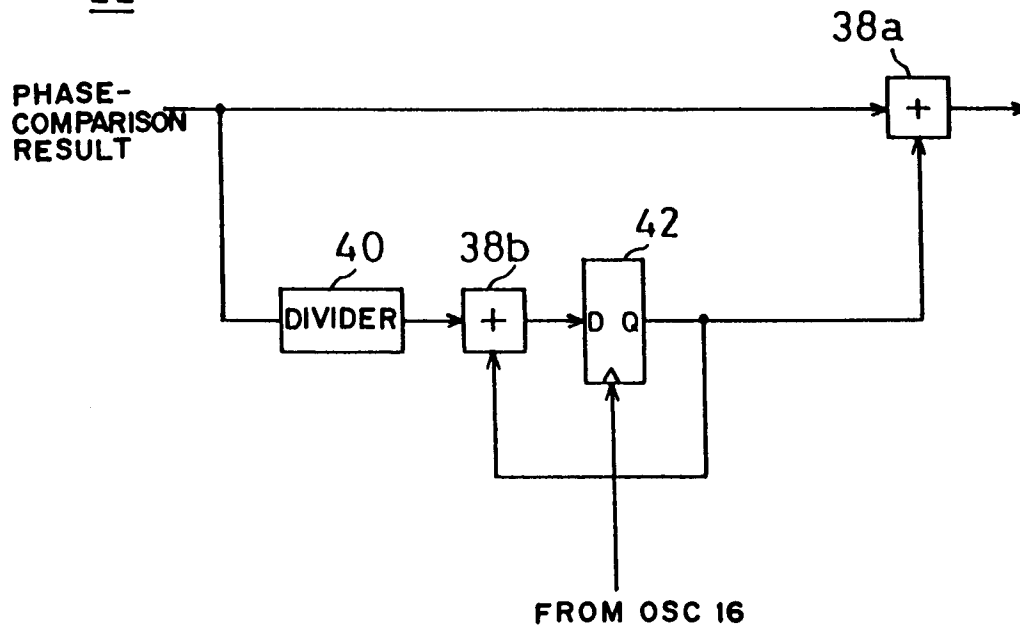 38a
PHASE-
COMPARISON
RESULT
+
40
38b
42
DIVIDER
+
D Q
FROM OSC 16